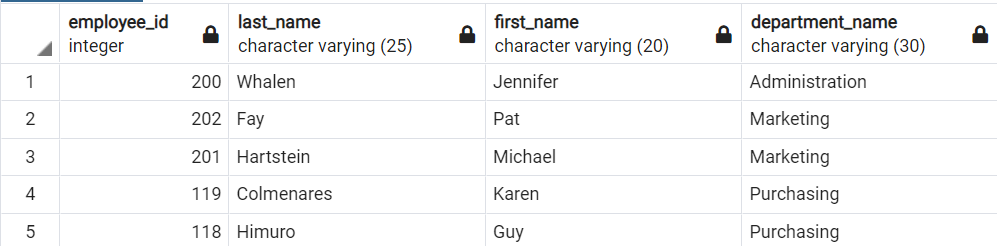 employee_id last_name first_name department_name
integer character varying (25) character varying (20) character varying (30)
1 200 Whalen Jennifer Administration
2 202 Fay Pat Marketing
3 201 Hartstein Michael Marketing
4 119 Colmenares Karen Purchasing
5 118 Himuro Guy Purchasing